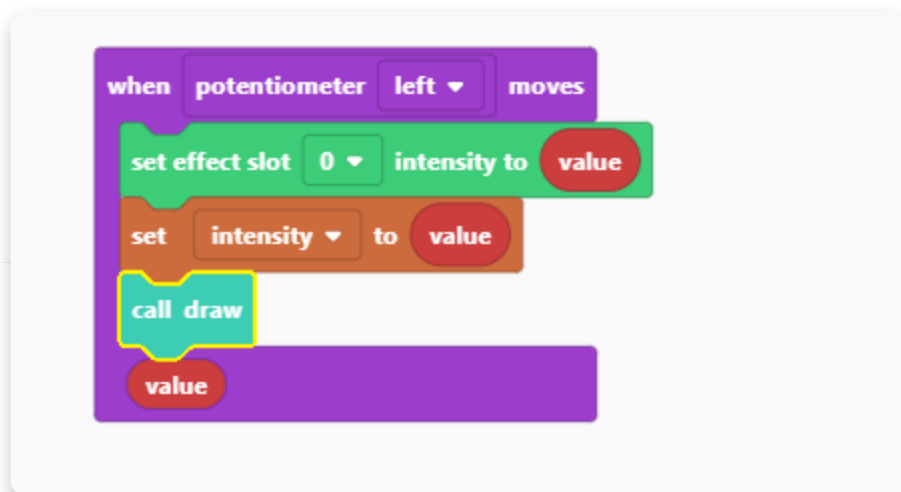 when potentiometer left moves
set effect slot 0 intensity to value
set intensity to value
call draw
value